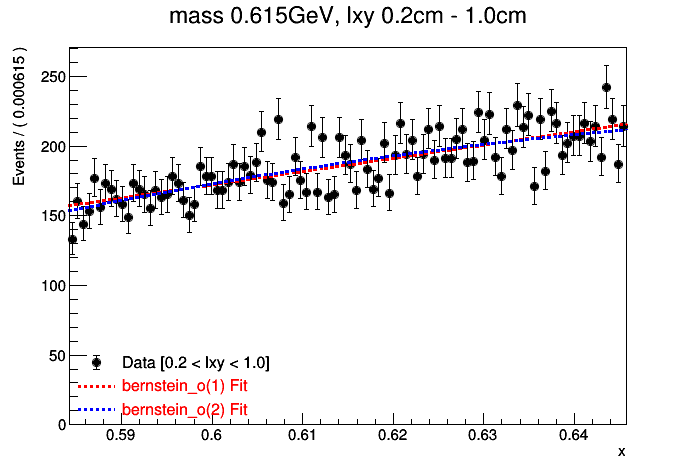 mass 0.615GeV, lxy 0.2cm - 1.0cm
Events / ( 0.000615 )
250
200
150
100
50
0
Data [0.2 < lxy < 1.0]
bernstein_o(1) Fit
bernstein_o(2) Fit
0.59 0.6 0.61 0.62 0.63 0.64
x